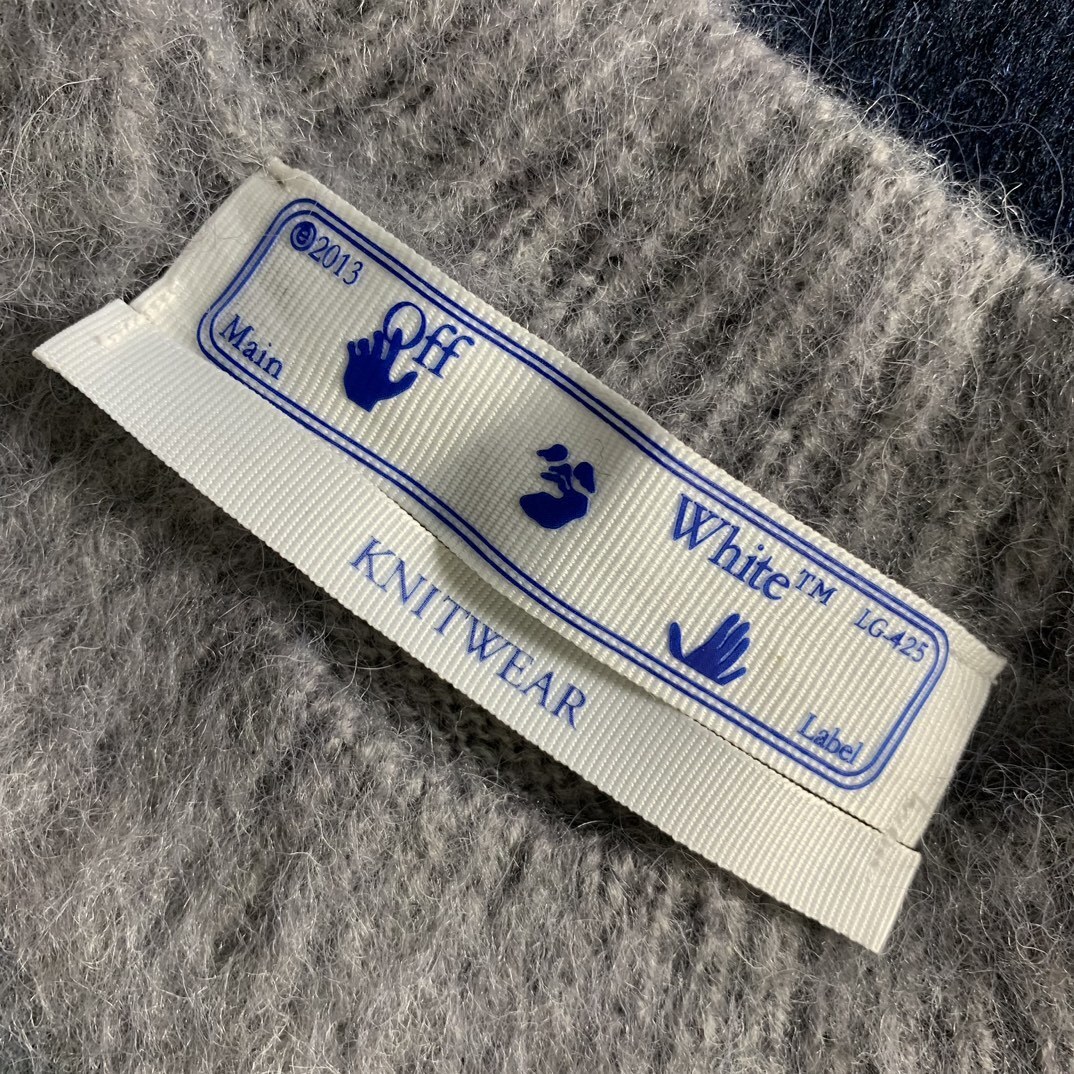 ©2013
Off
White™
LG-425
Main
Label
KNITWEAR